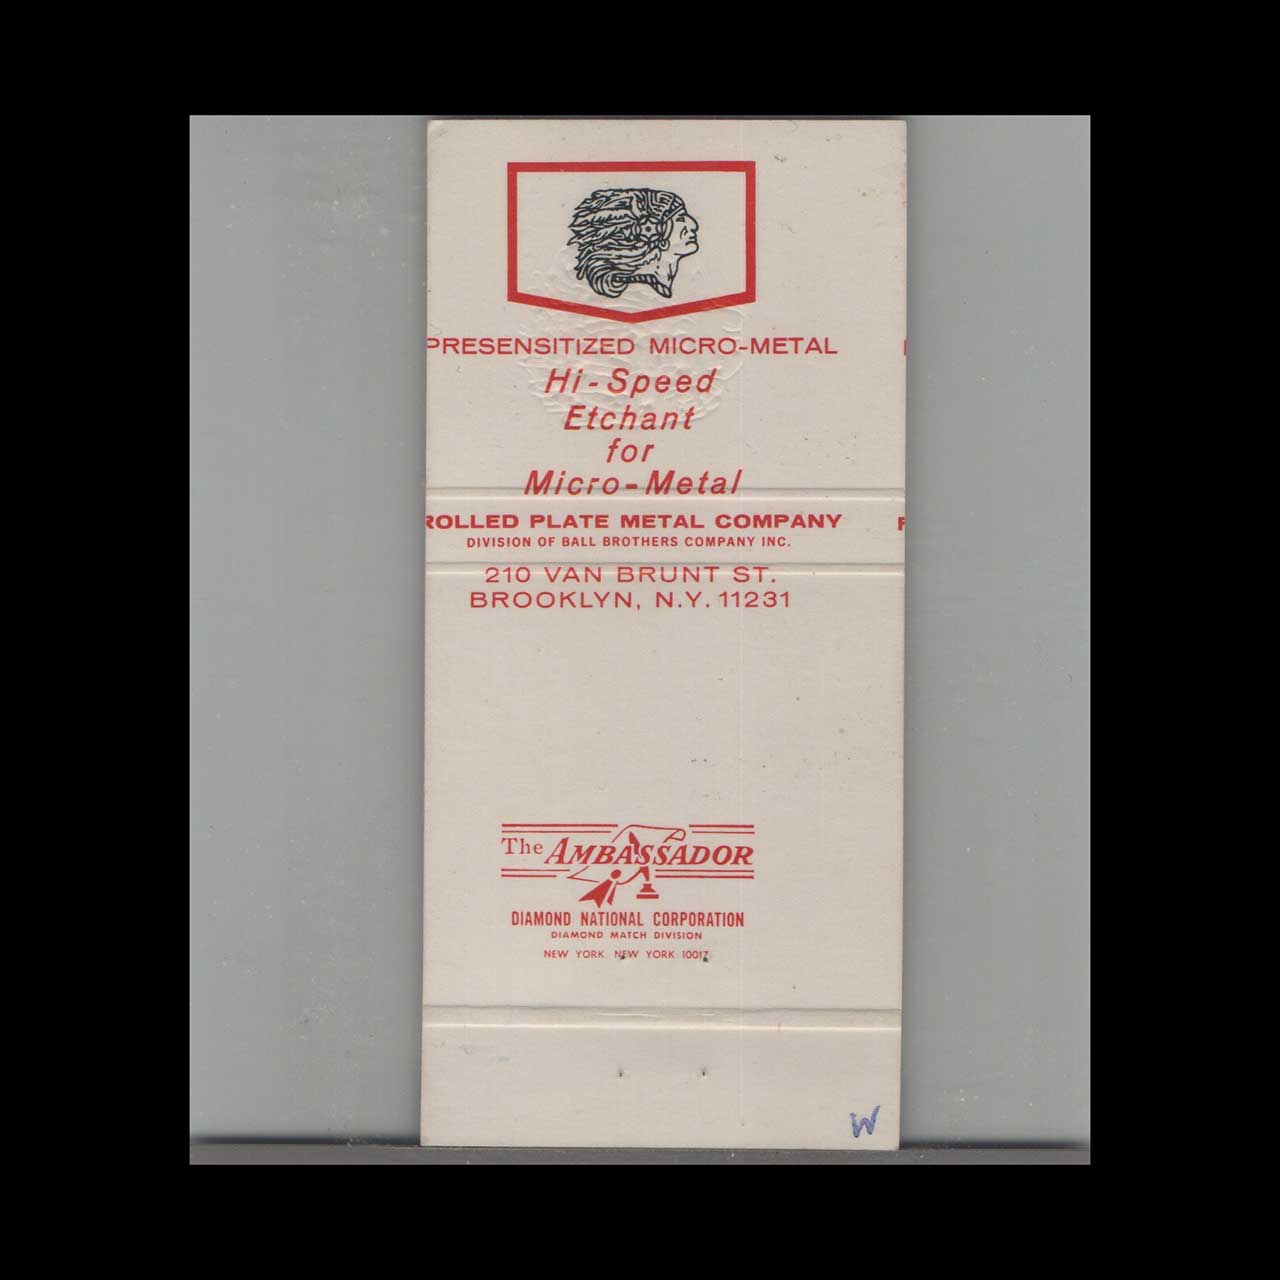 PRESENSITIZED MICRO-METAL
Hi-Speed
Etchant
for
Micro-Metal
ROLLED PLATE METAL COMPANY
DIVISION OF BALL BROTHERS COMPANY INC.
210 VAN BRUNT ST.
BROOKLYN, N.Y. 11231
The AMBASSADOR
DIAMOND NATIONAL CORPORATION
DIAMOND MATCH DIVISION
NEW YORK, NEW YORK 10017
W